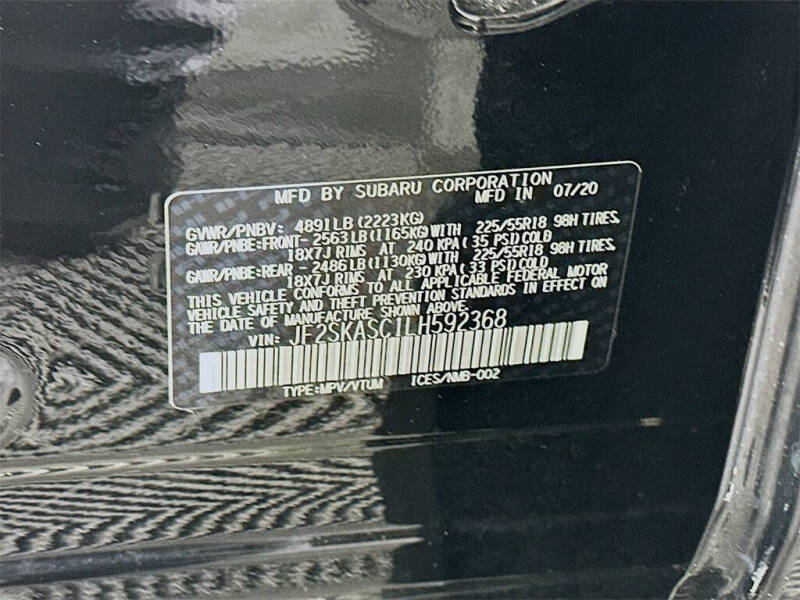 MFD BY SUBARU CORPORATION
MFD IN 07/20
GVWR/PNBV: 4891LB (2223KG)
GAWR/PNBE:FRONT- 2563LB (1165KG) WITH 225/55R18 98H TIRES,
18X7J RIMS AT 240 KPA ( 35 PSI) COLD
GAWR/PNBE:REAR - 2486LB (1130KG) WITH 225/55R18 98H TIRES,
18X7J RIMS AT 230 KPA ( 33 PSI) COLD
THIS VEHICLE CONFORMS TO ALL APPLICABLE FEDERAL MOTOR
VEHICLE SAFETY AND THEFT PREVENTION STANDARDS IN EFFECT ON
THE DATE OF MANUFACTURE SHOWN ABOVE.
VIN: JF2SKASC1LH592368
TYPE:MPV/VTUM ICES/NMB-002